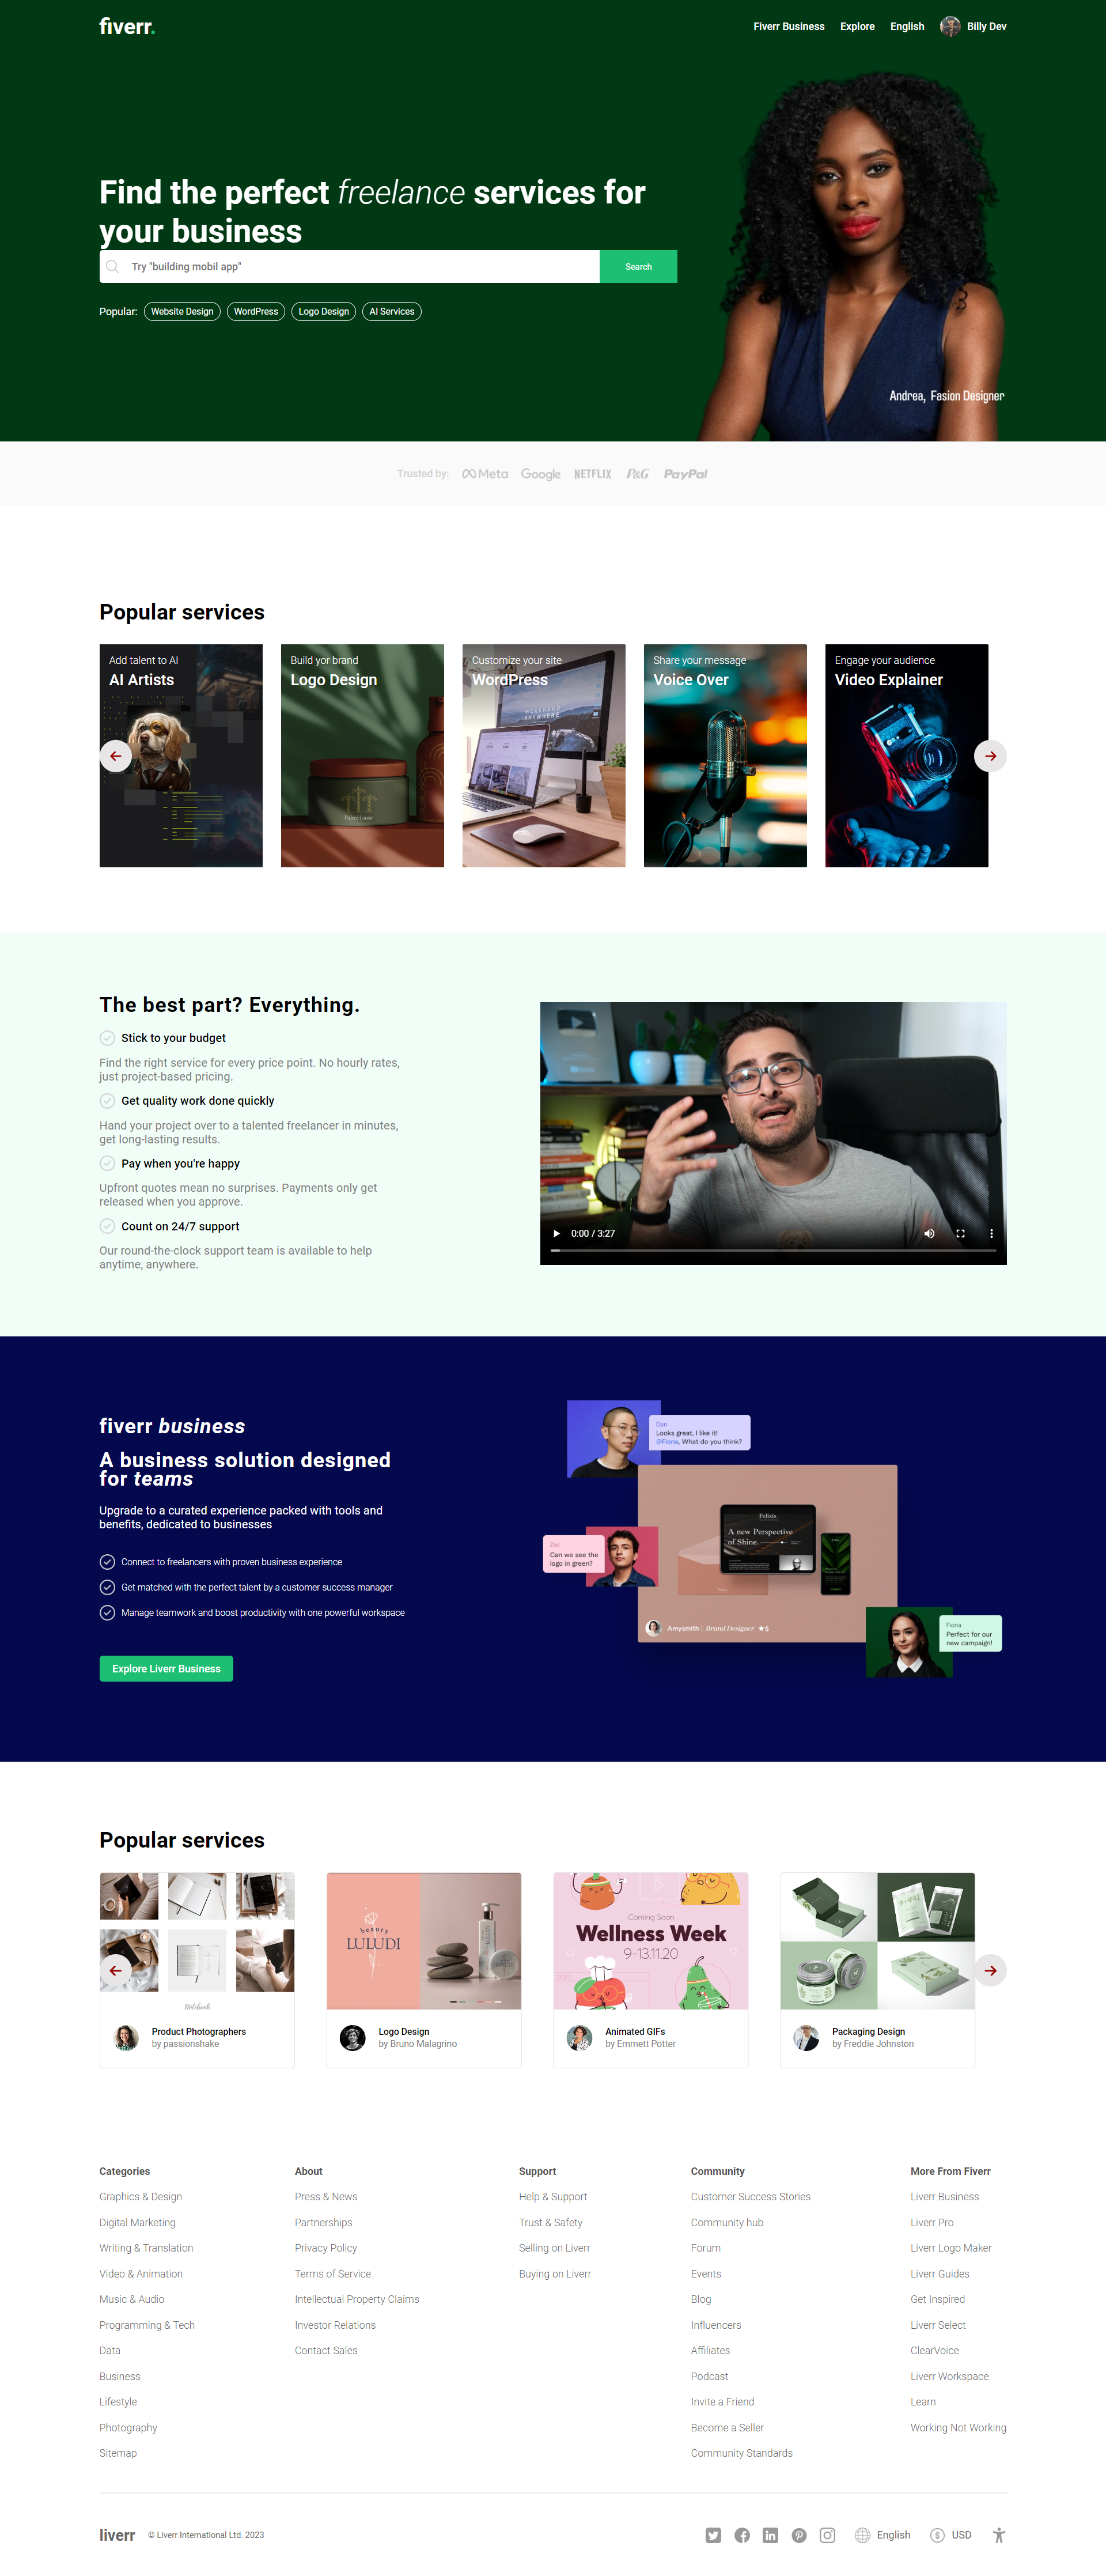 fiverr.
Fiverr Business
Explore
English
Billy Dev
Find the perfect freelance services for
your business
Try "building mobil app"
Search
Popular:
Website Design
WordPress
Logo Design
AI Services
Andrea, Fasion Designer
Trusted by:
Meta
Google
NETFLIX
P&G
PayPal
Popular services
Add talent to AI
AI Artists
Build yor brand
Logo Design
PalmHouse
Customize your site
WordPress
WORKHARD
ANYWHERE
Share your message
Voice Over
Engage your audience
Video Explainer
The best part? Everything.
Stick to your budget
Find the right service for every price point. No hourly rates,
just project-based pricing.
Get quality work done quickly
Hand your project over to a talented freelancer in minutes,
get long-lasting results.
Pay when you're happy
Upfront quotes mean no surprises. Payments only get
released when you approve.
Count on 24/7 support
Our round-the-clock support team is available to help
anytime, anywhere.
0:00 / 3:27
fiverr business
A business solution designed
for teams
Upgrade to a curated experience packed with tools and
benefits, dedicated to businesses
Connect to freelancers with proven business experience
Get matched with the perfect talent by a customer success manager
Manage teamwork and boost productivity with one powerful workspace
Explore Liverr Business
Dan
Looks great, I like it!
@Fiona, What do you think?
Zac
Can we see the
logo in green?
Felixis.
A new Perspective
of Shine.
Amysmith | Brand Designer ★5
Fiona
Perfect for our
new campaign!
Popular services
Notebook
Product Photographers
by passionshake
beauty
LULUDI
Logo Design
by Bruno Malagrino
Coming Soon
Wellness Week
9-13.11.20
Animated GIFs
by Emmett Potter
Packaging Design
by Freddie Johnston
Categories
Graphics & Design
Digital Marketing
Writing & Translation
Video & Animation
Music & Audio
Programming & Tech
Data
Business
Lifestyle
Photography
Sitemap
About
Press & News
Partnerships
Privacy Policy
Terms of Service
Intellectual Property Claims
Investor Relations
Contact Sales
Support
Help & Support
Trust & Safety
Selling on Liverr
Buying on Liverr
Community
Customer Success Stories
Community hub
Forum
Events
Blog
Influencers
Affiliates
Podcast
Invite a Friend
Become a Seller
Community Standards
More From Fiverr
Liverr Business
Liverr Pro
Liverr Logo Maker
Liverr Guides
Get Inspired
Liverr Select
ClearVoice
Liverr Workspace
Learn
Working Not Working
liverr
© Liverr International Ltd. 2023
English
USD